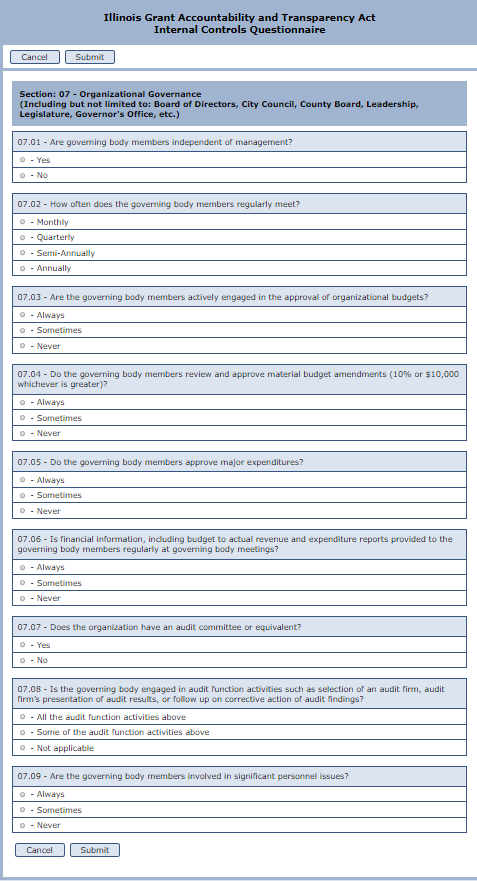 Illinois Grant Accountability and Transparency Act
Internal Controls Questionnaire
Cancel Submit
Section: 07 - Organizational Governance
(Including but not limited to: Board of Directors, City Council, County Board, Leadership,
Legislature, Governor's Office, etc.)
07.01 - Are governing body members independent of management?
- Yes
- No
07.02 - How often does the governing body members regularly meet?
- Monthly
- Quarterly
- Semi-Annually
- Annually
07.03 - Are the governing body members actively engaged in the approval of organizational budgets?
- Always
- Sometimes
- Never
07.04 - Do the governing body members review and approve material budget amendments (10% or $10,000
whichever is greater)?
- Always
- Sometimes
- Never
07.05 - Do the governing body members approve major expenditures?
- Always
- Sometimes
- Never
07.06 - Is financial information, including budget to actual revenue and expenditure reports provided to the
governing body members regularly at governing body meetings?
- Always
- Sometimes
- Never
07.07 - Does the organization have an audit committee or equivalent?
- Yes
- No
07.08 - Is the governing body engaged in audit function activities such as selection of an audit firm, audit
firm's presentation of audit results, or follow up on corrective action of audit findings?
- All the audit function activities above
- Some of the audit function activities above
- Not applicable
07.09 - Are the governing body members involved in significant personnel issues?
- Always
- Sometimes
- Never
Cancel Submit